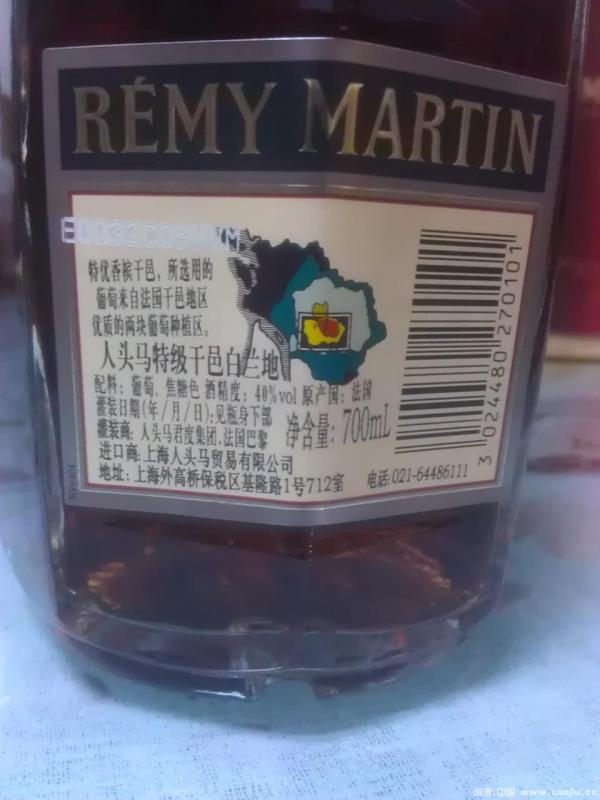 RÉMY MARTIN
特优香槟干邑，所选用的
葡萄来自法国干邑地区
优质的两块葡萄种植区。
人头马特级干邑白兰地
配料：葡萄、焦糖色 酒精度：40%vol 原产国：法国
灌装日期(年/月/日):见瓶身下部
净含量：700mL
灌装商：人头马君度集团,法国巴黎
进口商：上海人头马贸易有限公司
地址：上海外高桥保税区基隆路1号712室
电话:021-64486111
3 024480 270101
www.taojiu.cc